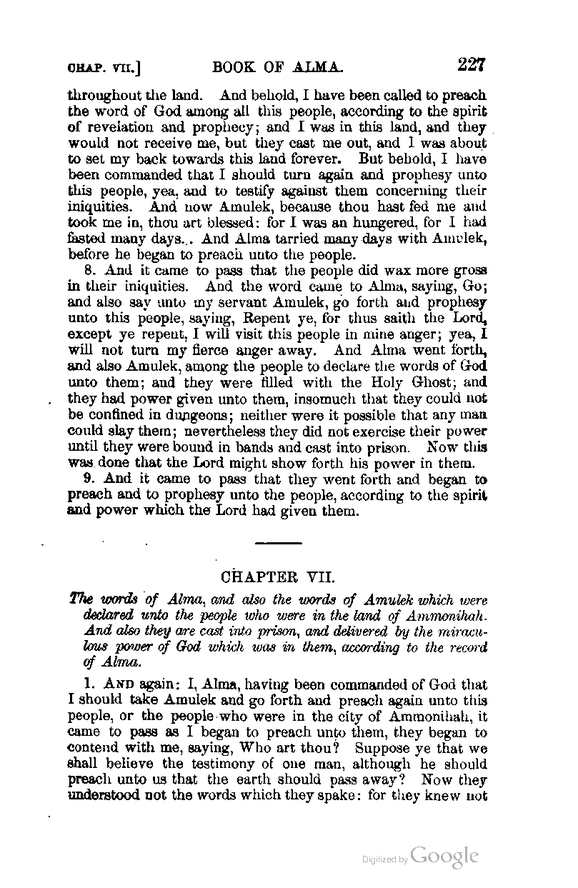 CHAP. VII.] BOOK OF ALMA. 227
throughout the land. And behold, I have been called to preach
the word of God among all this people, according to the spirit
of revelation and prophecy; and I was in this land, and they
would not receive me, but they cast me out, and I was about
to set my back towards this land forever. But behold, I have
been commanded that I should turn again and prophesy unto
this people, yea, and to testify against them concerning their
iniquities. And now Amulek, because thou hast fed me and
took me in, thou art blessed: for I was an hungered, for I had
fasted many days. And Alma tarried many days with Amulek,
before he began to preach unto the people.
8. And it came to pass that the people did wax more gross
in their iniquities. And the word came to Alma, saying, Go;
and also say unto my servant Amulek, go forth and prophesy
unto this people, saying, Repent ye, for thus saith the Lord,
except ye repent, I will visit this people in mine anger; yea, I
will not turn my fierce anger away. And Alma went forth,
and also Amulek, among the people to declare the words of God
unto them; and they were filled with the Holy Ghost; and
they had power given unto them, insomuch that they could not
be confined in dungeons; neither were it possible that any man
could slay them; nevertheless they did not exercise their power
until they were bound in bands and cast into prison. Now this
was done that the Lord might show forth his power in them.
9. And it came to pass that they went forth and began to
preach and to prophesy unto the people, according to the spirit
and power which the Lord had given them.
CHAPTER VII.
The words of Alma, and also the words of Amulek which were
declared unto the people who were in the land of Ammonihah.
And also they are cast into prison, and delivered by the miracu-
lous power of God which was in them, according to the record
of Alma.
1. AND again: I, Alma, having been commanded of God that
I should take Amulek and go forth and preach again unto this
people, or the people who were in the city of Ammonihah, it
came to pass as I began to preach unto them, they began to
contend with me, saying, Who art thou? Suppose ye that we
shall believe the testimony of one man, although he should
preach unto us that the earth should pass away? Now they
understood not the words which they spake: for they knew not
Digitized by Google